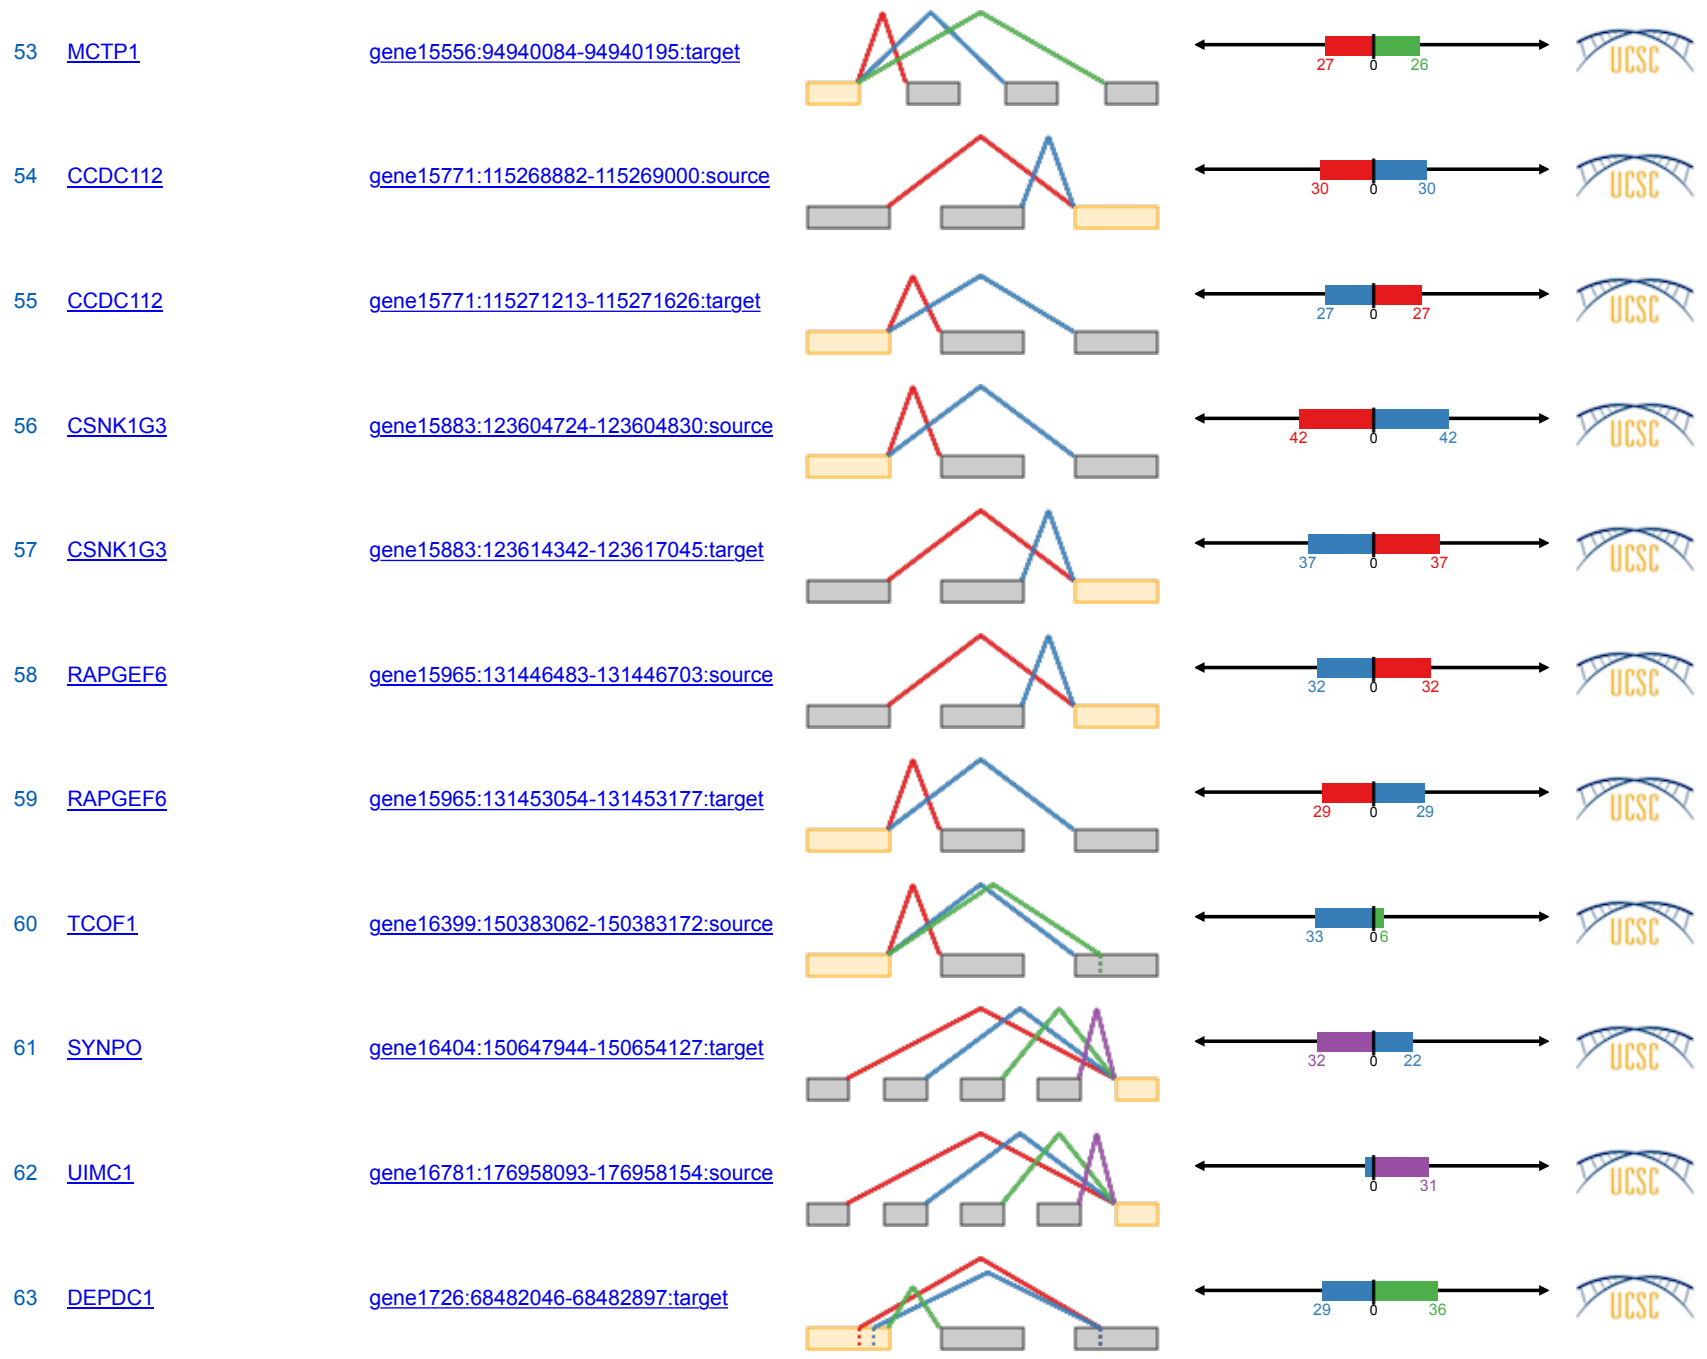 53 MCTP1 gene15556:94940084-94940195:target 27 0 26 UCSC
54 CCDC112 gene15771:115268882-115269000:source 30 0 30 UCSC
55 CCDC112 gene15771:115271213-115271626:target 27 0 27 UCSC
56 CSNK1G3 gene15883:123604724-123604830:source 42 0 42 UCSC
57 CSNK1G3 gene15883:123614342-123617045:target 37 0 37 UCSC
58 RAPGEF6 gene15965:131446483-131446703:source 32 0 32 UCSC
59 RAPGEF6 gene15965:131453054-131453177:target 29 0 29 UCSC
60 TCOF1 gene16399:150383062-150383172:source 33 0 6 UCSC
61 SYNPO gene16404:150647944-150654127:target 32 0 22 UCSC
62 UIMC1 gene16781:176958093-176958154:source 0 31 UCSC
63 DEPDC1 gene1726:68482046-68482897:target 29 0 36 UCSC